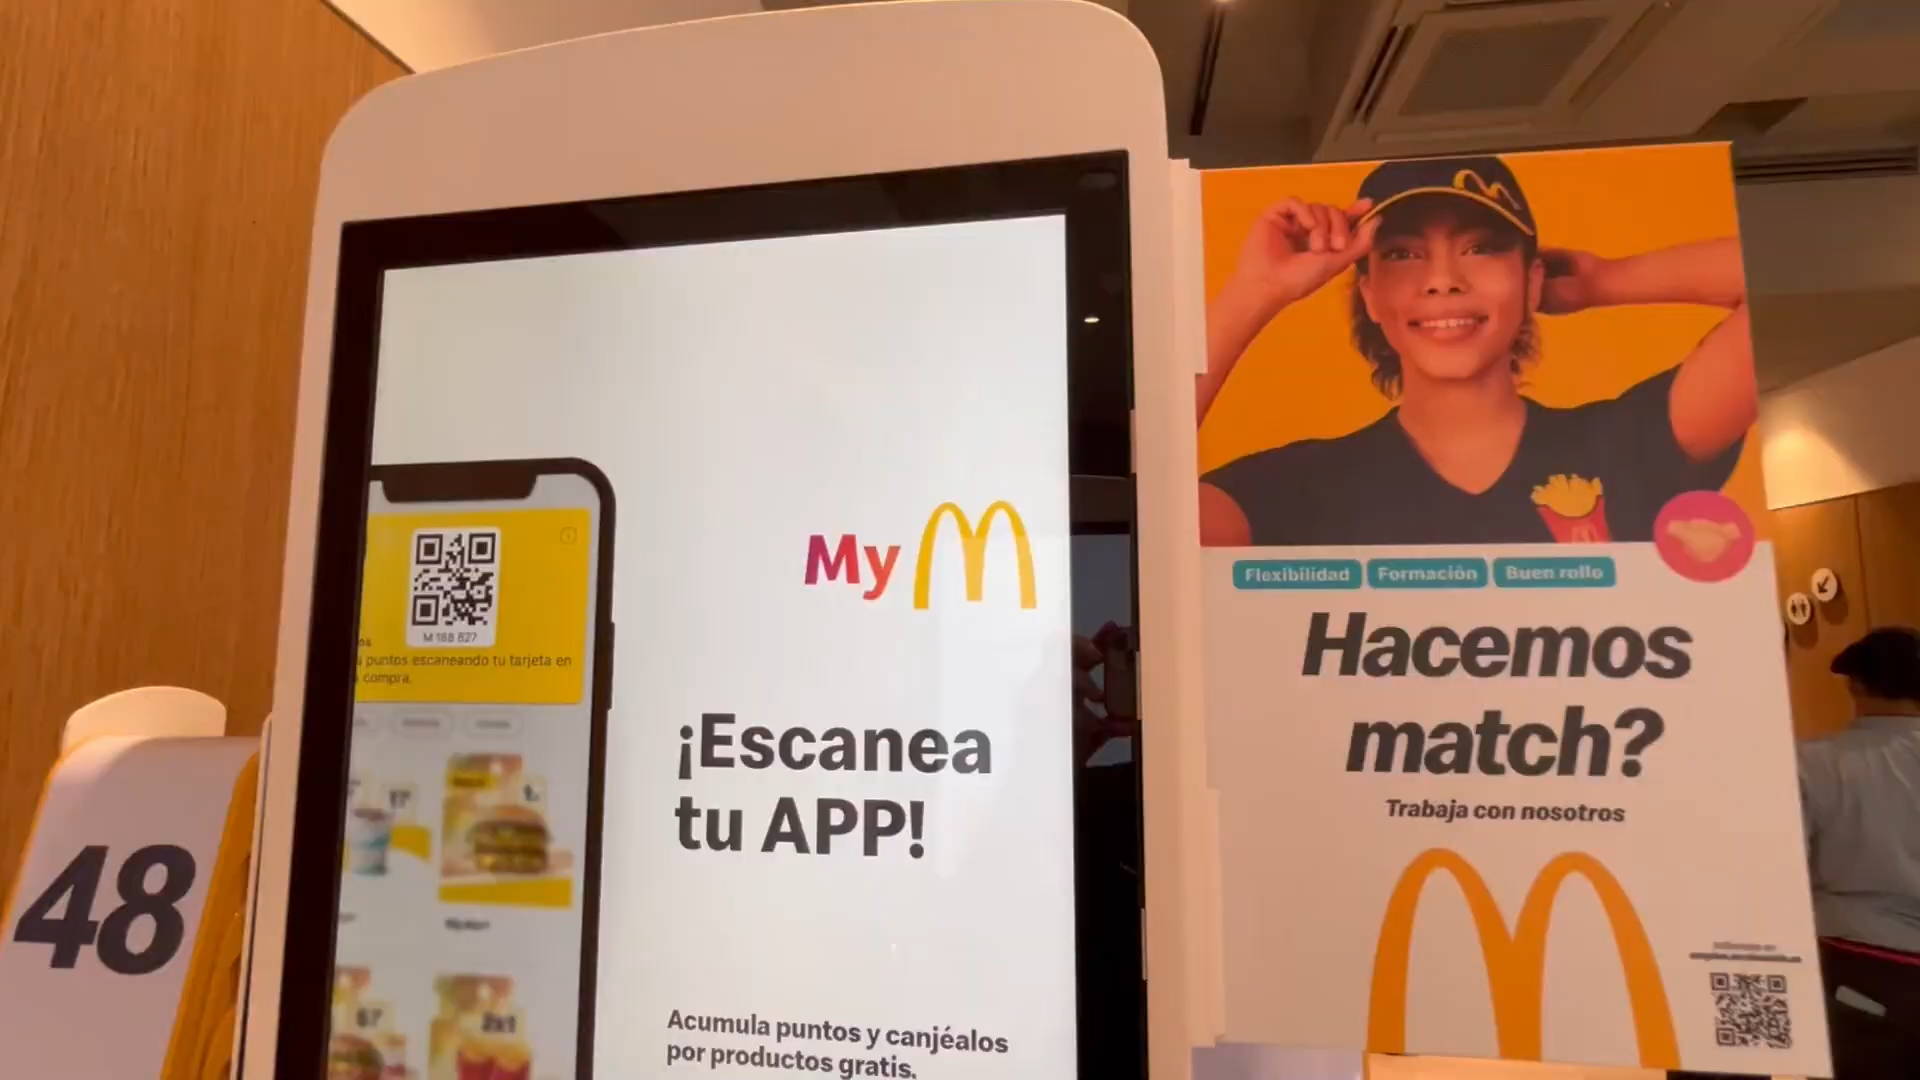 48
M 188 827
puntos escaneando tu tarjeta en
compra.
2x1
My
¡Escanea
tu APP!
Acumula puntos y canjéalos
por productos gratis.
Flexibilidad Formación Buen rollo
Hacemos
match?
Trabaja con nosotros